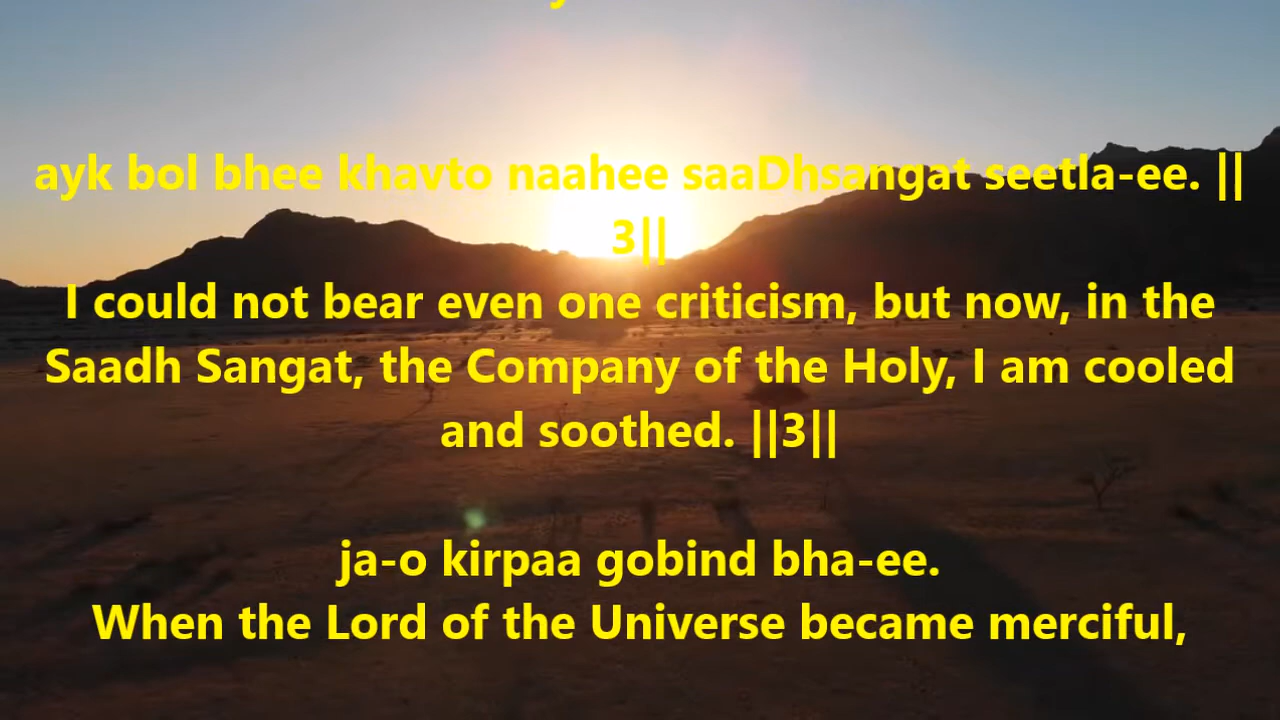 ayk bol bhee khavto naahee saaDhsangat seetla-ee. ||
3||
I could not bear even one criticism, but now, in the
Saadh Sangat, the Company of the Holy, I am cooled
and soothed. ||3||
ja-o kirpaa gobind bha-ee.
When the Lord of the Universe became merciful,